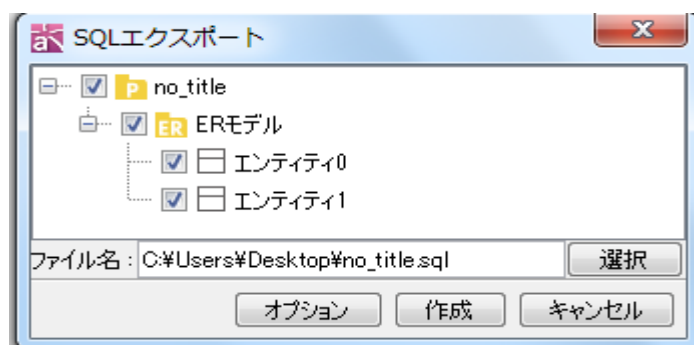 SQLエクスポート
no_title
ERモデル
エンティティ0
エンティティ1
ファイル名 : C:¥Users¥Desktop¥no_title.sql 選択
オプション 作成 キャンセル